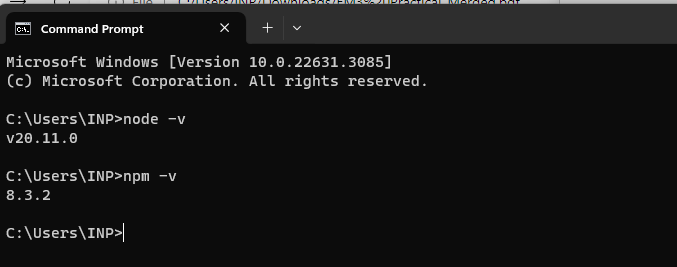 Command Prompt
Microsoft Windows [Version 10.0.22631.3085]
(c) Microsoft Corporation. All rights reserved.
C:\Users\INP>node -v
v20.11.0
C:\Users\INP>npm -v
8.3.2
C:\Users\INP>